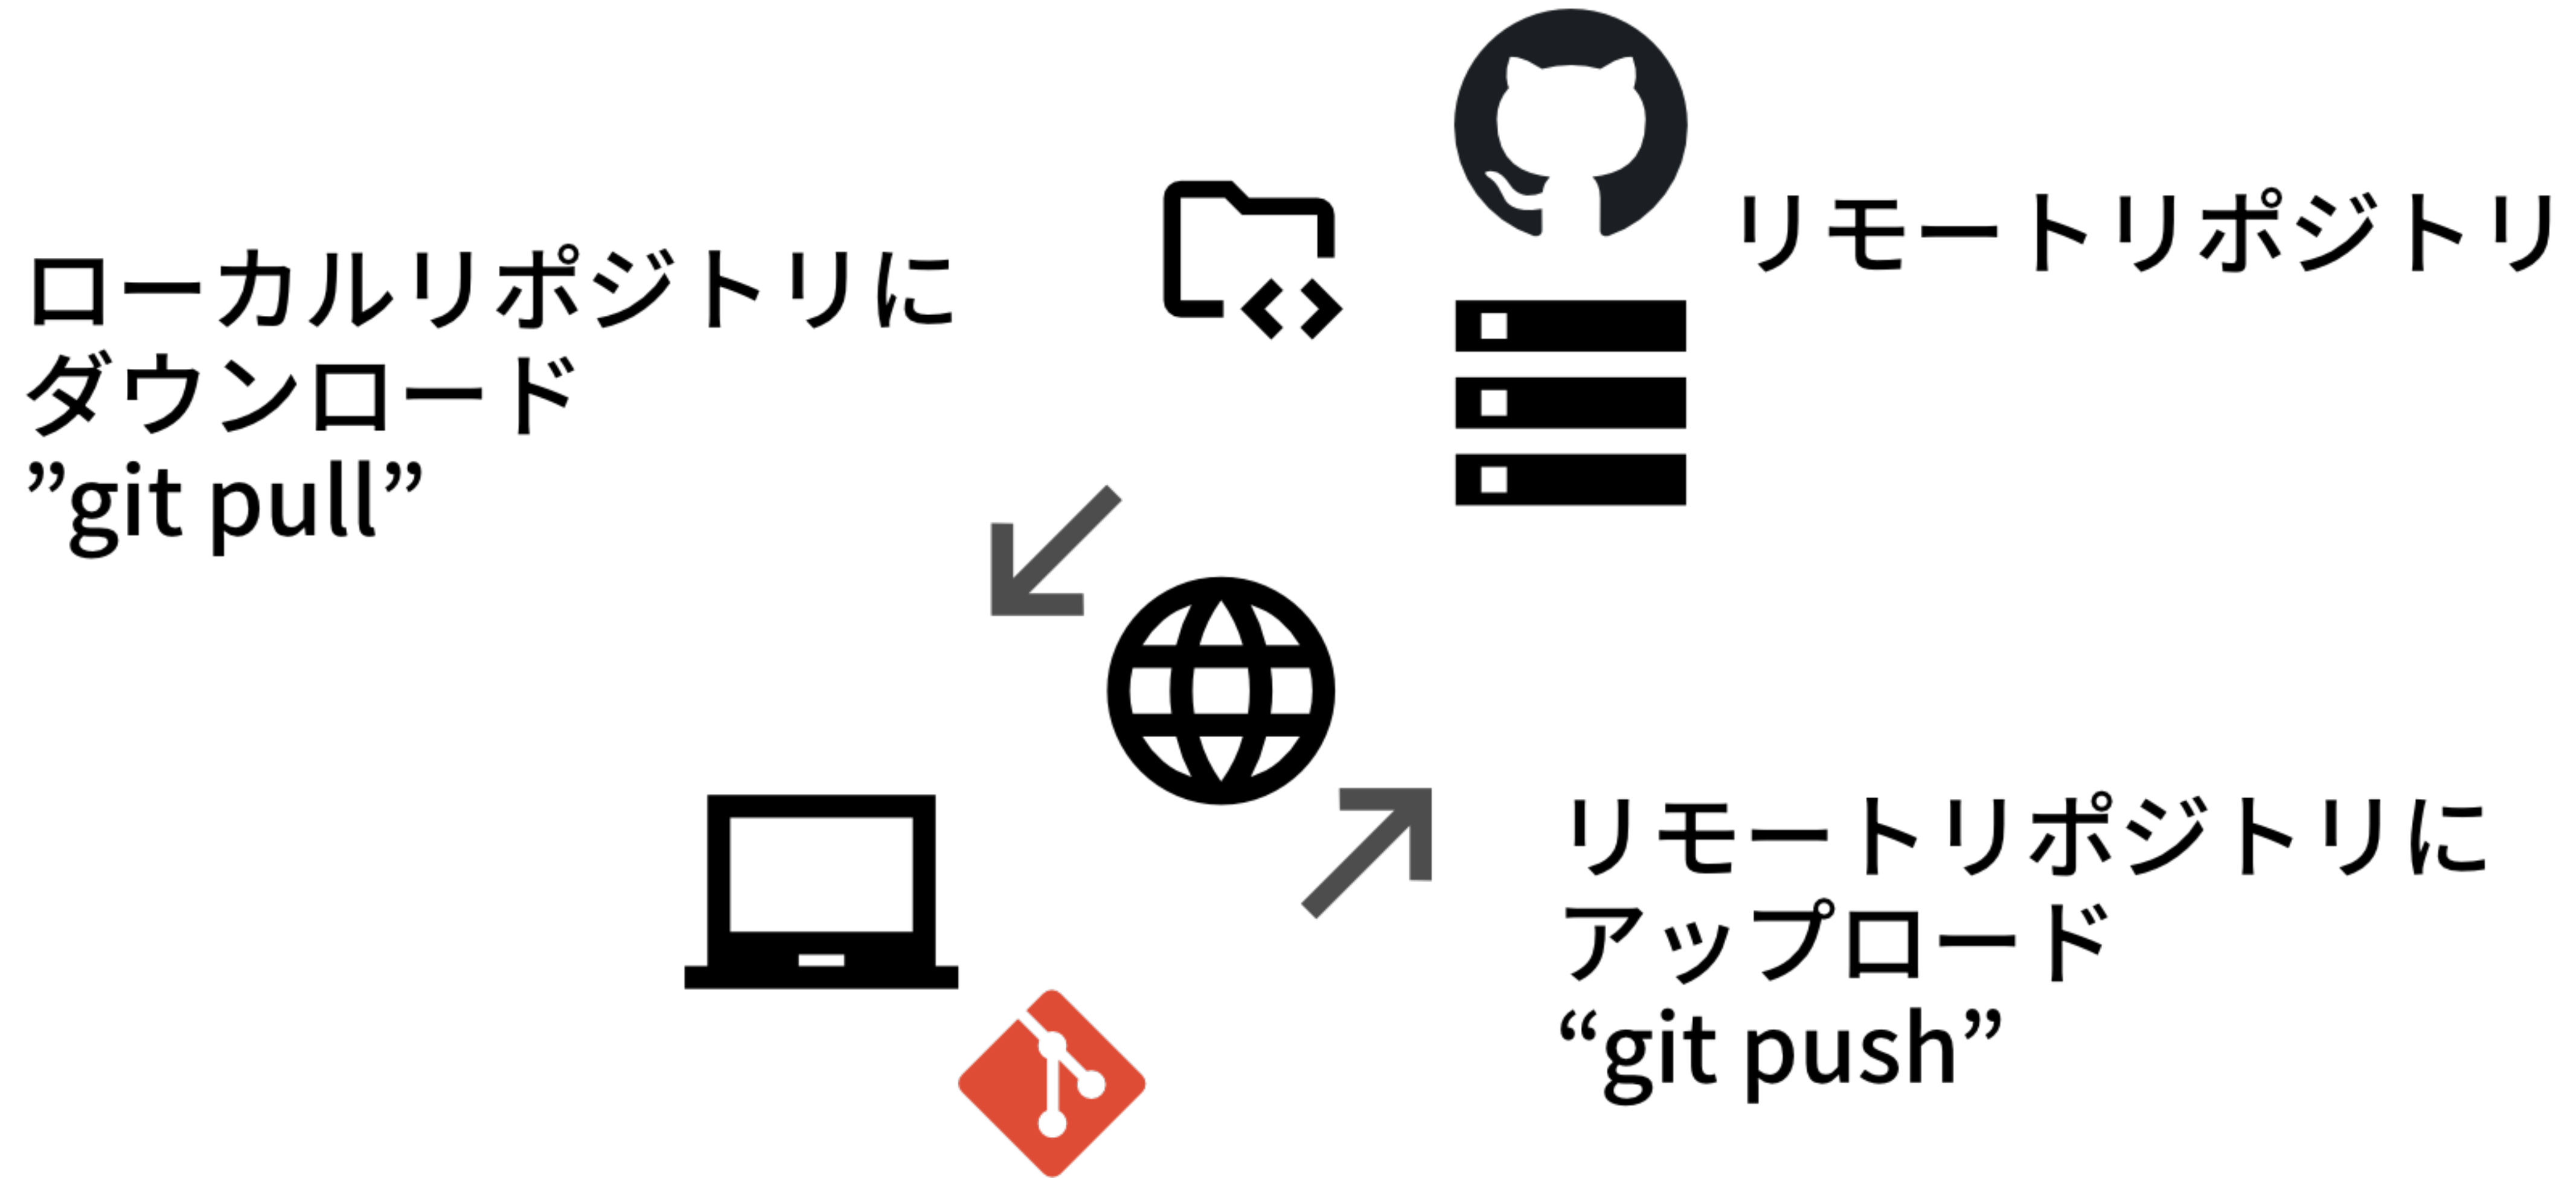 リモートリポジトリ
ローカルリポジトリに
ダウンロード
”git pull”
リモートリポジトリに
アップロード
“git push”